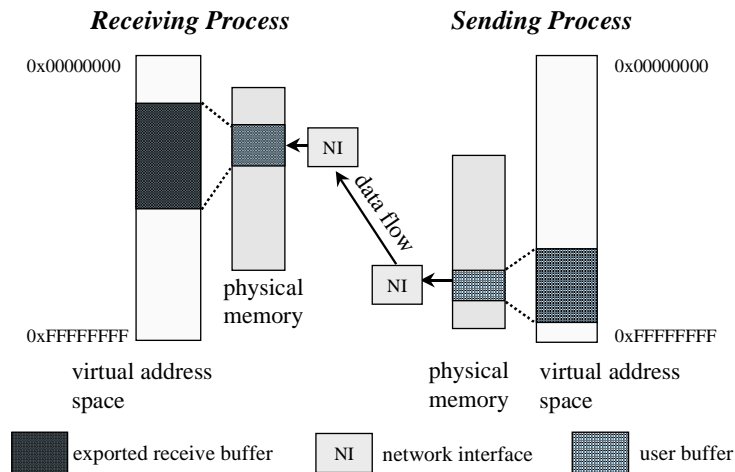 Receiving Process
Sending Process
0x00000000
0x00000000
NI
data flow
NI
physical
memory
0xFFFFFFFF
0xFFFFFFFF
virtual address
space
physical
memory
virtual address
space
exported receive buffer
NI
network interface
user buffer